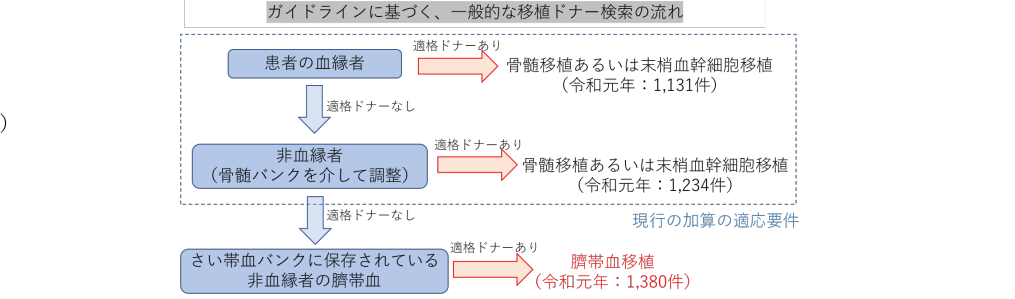 ガイドラインに基づく、一般的な移植ドナー検索の流れ
患者の血縁者
適格ドナーあり
骨髄移植あるいは末梢血幹細胞移植
(令和元年：1,131件)
適格ドナーなし
)
非血縁者
(骨髄バンクを介して調整)
適格ドナーあり
骨髄移植あるいは末梢血幹細胞移植
(令和元年：1,234件)
適格ドナーなし
現行の加算の適応要件
さい帯血バンクに保存されている
非血縁者の臍帯血
適格ドナーあり
臍帯血移植
(令和元年：1,380件)